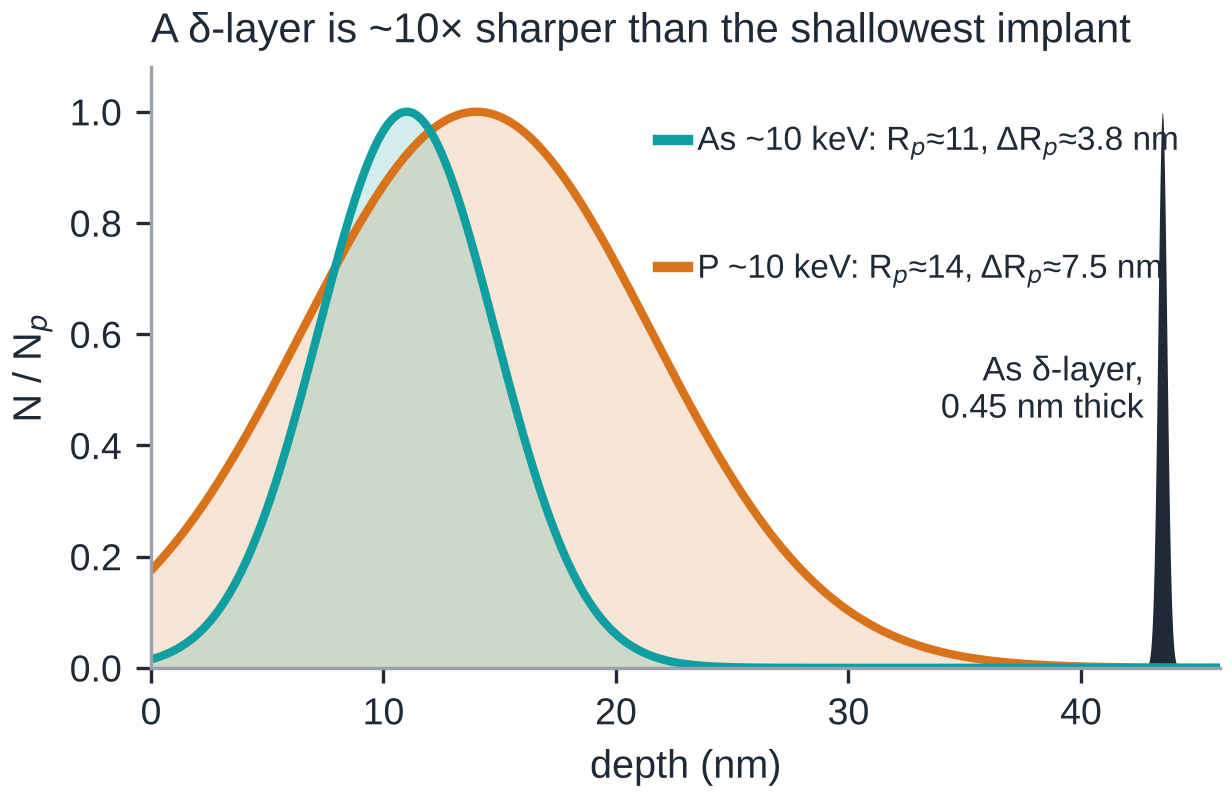 A δ-layer is ~10× sharper than the shallowest implant
1.0
0.8
0.6
0.4
0.2
0.0
N / Nₚ
As ~10 keV: Rₚ≈11, ΔRₚ≈3.8 nm
P ~10 keV: Rₚ≈14, ΔRₚ≈7.5 nm
As δ-layer,
0.45 nm thick
0 10 20 30 40
depth (nm)